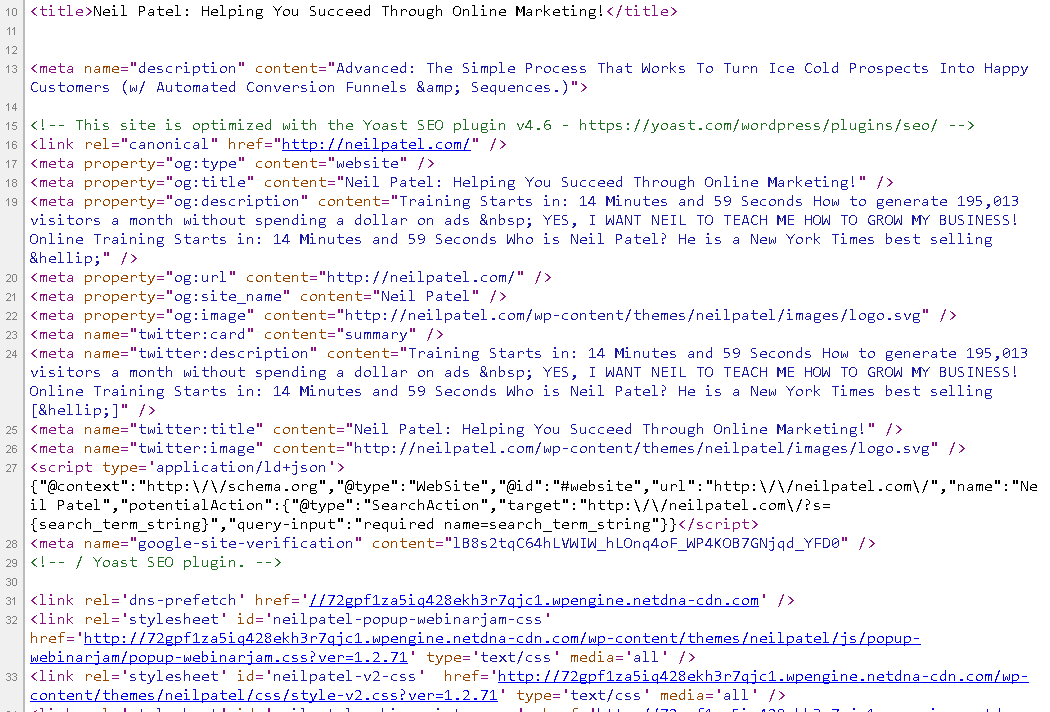 10 <title>Neil Patel: Helping You Succeed Through Online Marketing!</title>
11
12
13 <meta name="description" content="Advanced: The Simple Process That Works To Turn Ice Cold Prospects Into Happy
Customers (w/ Automated Conversion Funnels &amp; Sequences.)">
14
15 <!-- This site is optimized with the Yoast SEO plugin v4.6 - https://yoast.com/wordpress/plugins/seo/ -->
16 <link rel="canonical" href="http://neilpatel.com/" />
17 <meta property="og:type" content="website" />
18 <meta property="og:title" content="Neil Patel: Helping You Succeed Through Online Marketing!" />
19 <meta property="og:description" content="Training Starts in: 14 Minutes and 59 Seconds How to generate 195,013
visitors a month without spending a dollar on ads &nbsp; YES, I WANT NEIL TO TEACH ME HOW TO GROW MY BUSINESS!
Online Training Starts in: 14 Minutes and 59 Seconds Who is Neil Patel? He is a New York Times best selling
&hellip;" />
20 <meta property="og:url" content="http://neilpatel.com/" />
21 <meta property="og:site_name" content="Neil Patel" />
22 <meta property="og:image" content="http://neilpatel.com/wp-content/themes/neilpatel/images/logo.svg" />
23 <meta name="twitter:card" content="summary" />
24 <meta name="twitter:description" content="Training Starts in: 14 Minutes and 59 Seconds How to generate 195,013
visitors a month without spending a dollar on ads &nbsp; YES, I WANT NEIL TO TEACH ME HOW TO GROW MY BUSINESS!
Online Training Starts in: 14 Minutes and 59 Seconds Who is Neil Patel? He is a New York Times best selling
[&hellip;]" />
25 <meta name="twitter:title" content="Neil Patel: Helping You Succeed Through Online Marketing!" />
26 <meta name="twitter:image" content="http://neilpatel.com/wp-content/themes/neilpatel/images/logo.svg" />
27 <script type='application/ld+json'>
{"@context":"http:\/\/schema.org","@type":"WebSite","@id":"#website","url":"http:\/\/neilpatel.com\/","name":"Ne
il Patel","potentialAction":{"@type":"SearchAction","target":"http:\/\/neilpatel.com\/?s=
{search_term_string}","query-input":"required name=search_term_string"}}</script>
28 <meta name="google-site-verification" content="lB8s2tqC64hLVWIW_hLOnq4oF_WP4KOB7GNjqd_YFD0" />
29 <!-- / Yoast SEO plugin. -->
30
31 <link rel='dns-prefetch' href='//72gpf1za5iq428ekh3r7qjc1.wpengine.netdna-cdn.com' />
32 <link rel='stylesheet' id='neilpatel-popup-webinarjam-css'
href='http://72gpf1za5iq428ekh3r7qjc1.wpengine.netdna-cdn.com/wp-content/themes/neilpatel/js/popup-
webinarjam/popup-webinarjam.css?ver=1.2.71' type='text/css' media='all' />
33 <link rel='stylesheet' id='neilpatel-v2-css'  href='http://72gpf1za5iq428ekh3r7qjc1.wpengine.netdna-cdn.com/wp-
content/themes/neilpatel/css/style-v2.css?ver=1.2.71' type='text/css' media='all' />